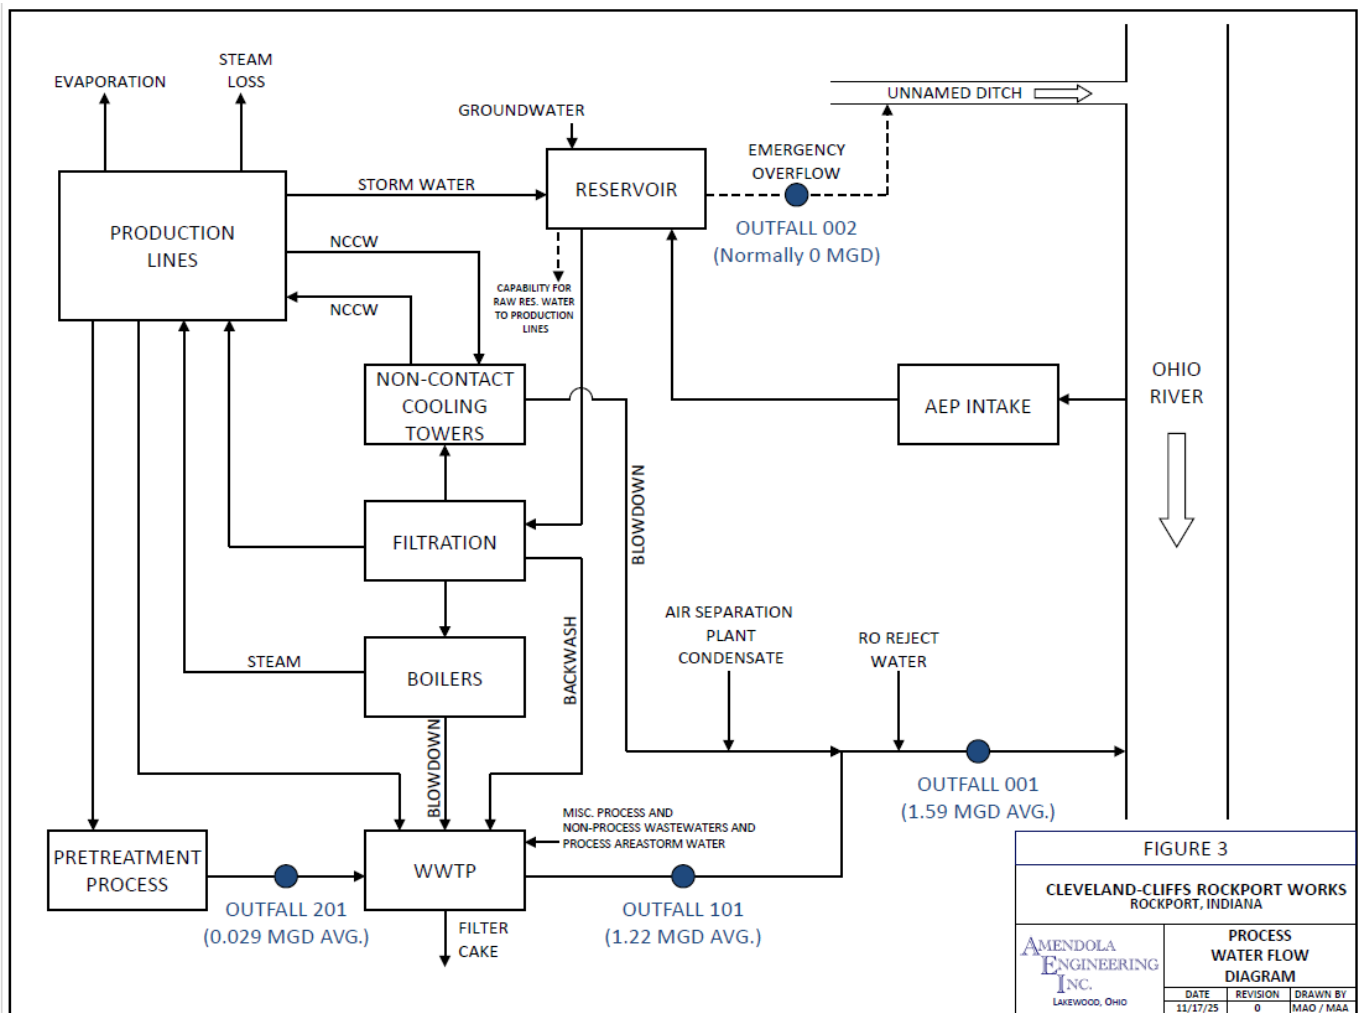 STEAM
LOSS
EVAPORATION
GROUNDWATER
UNNAMED DITCH
EMERGENCY
OVERFLOW
STORM WATER
RESERVOIR
PRODUCTION
LINES
NCCW
NCCW
OUTFALL 002
(Normally 0 MGD)
CAPABILITY FOR
RAW RES. WATER
TO PRODUCTION
LINES
NON-CONTACT
COOLING
TOWERS
AEP INTAKE
OHIO
RIVER
BLOWDOWN
FILTRATION
BACKWASH
AIR SEPARATION
PLANT
CONDENSATE
RO REJECT
WATER
STEAM
BOILERS
BLOWDOWN
OUTFALL 001
(1.59 MGD AVG.)
MISC. PROCESS AND
NON-PROCESS WASTEWATERS AND
PROCESS AREASTORM WATER
PRETREATMENT
PROCESS
WWTP
OUTFALL 201
(0.029 MGD AVG.)
FILTER
CAKE
OUTFALL 101
(1.22 MGD AVG.)
FIGURE 3
CLEVELAND-CLIFFS ROCKPORT WORKS
ROCKPORT, INDIANA
AMENDOLA
ENGINEERING
INC.
LAKEWOOD, OHIO
PROCESS
WATER FLOW
DIAGRAM
DATE REVISION DRAWN BY
11/17/25 0 MAO / MAA